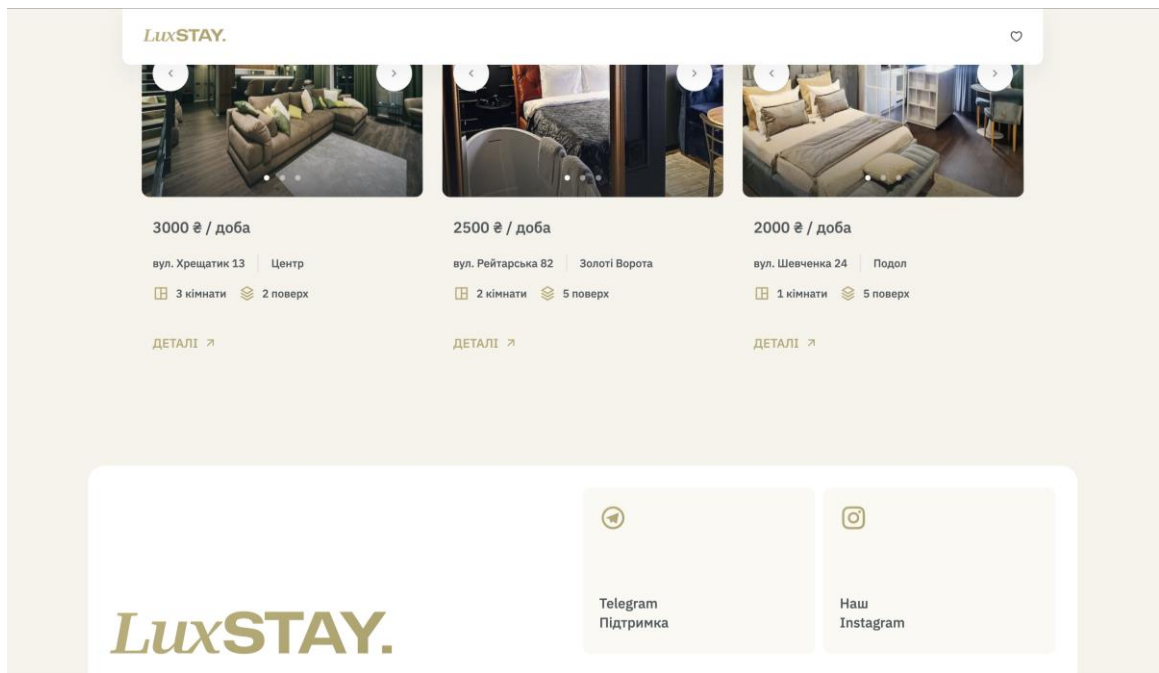 LuxSTAY.
3000 ₴ / доба
вул. Хрещатик 13 Центр
3 кімнати 2 поверх
ДЕТАЛІ
2500 ₴ / доба
вул. Рейтарська 82 Золоті Ворота
2 кімнати 5 поверх
ДЕТАЛІ
2000 ₴ / доба
вул. Шевченка 24 Подол
1 кімнати 5 поверх
ДЕТАЛІ
LuxSTAY.
Telegram
Підтримка
Наш
Instagram